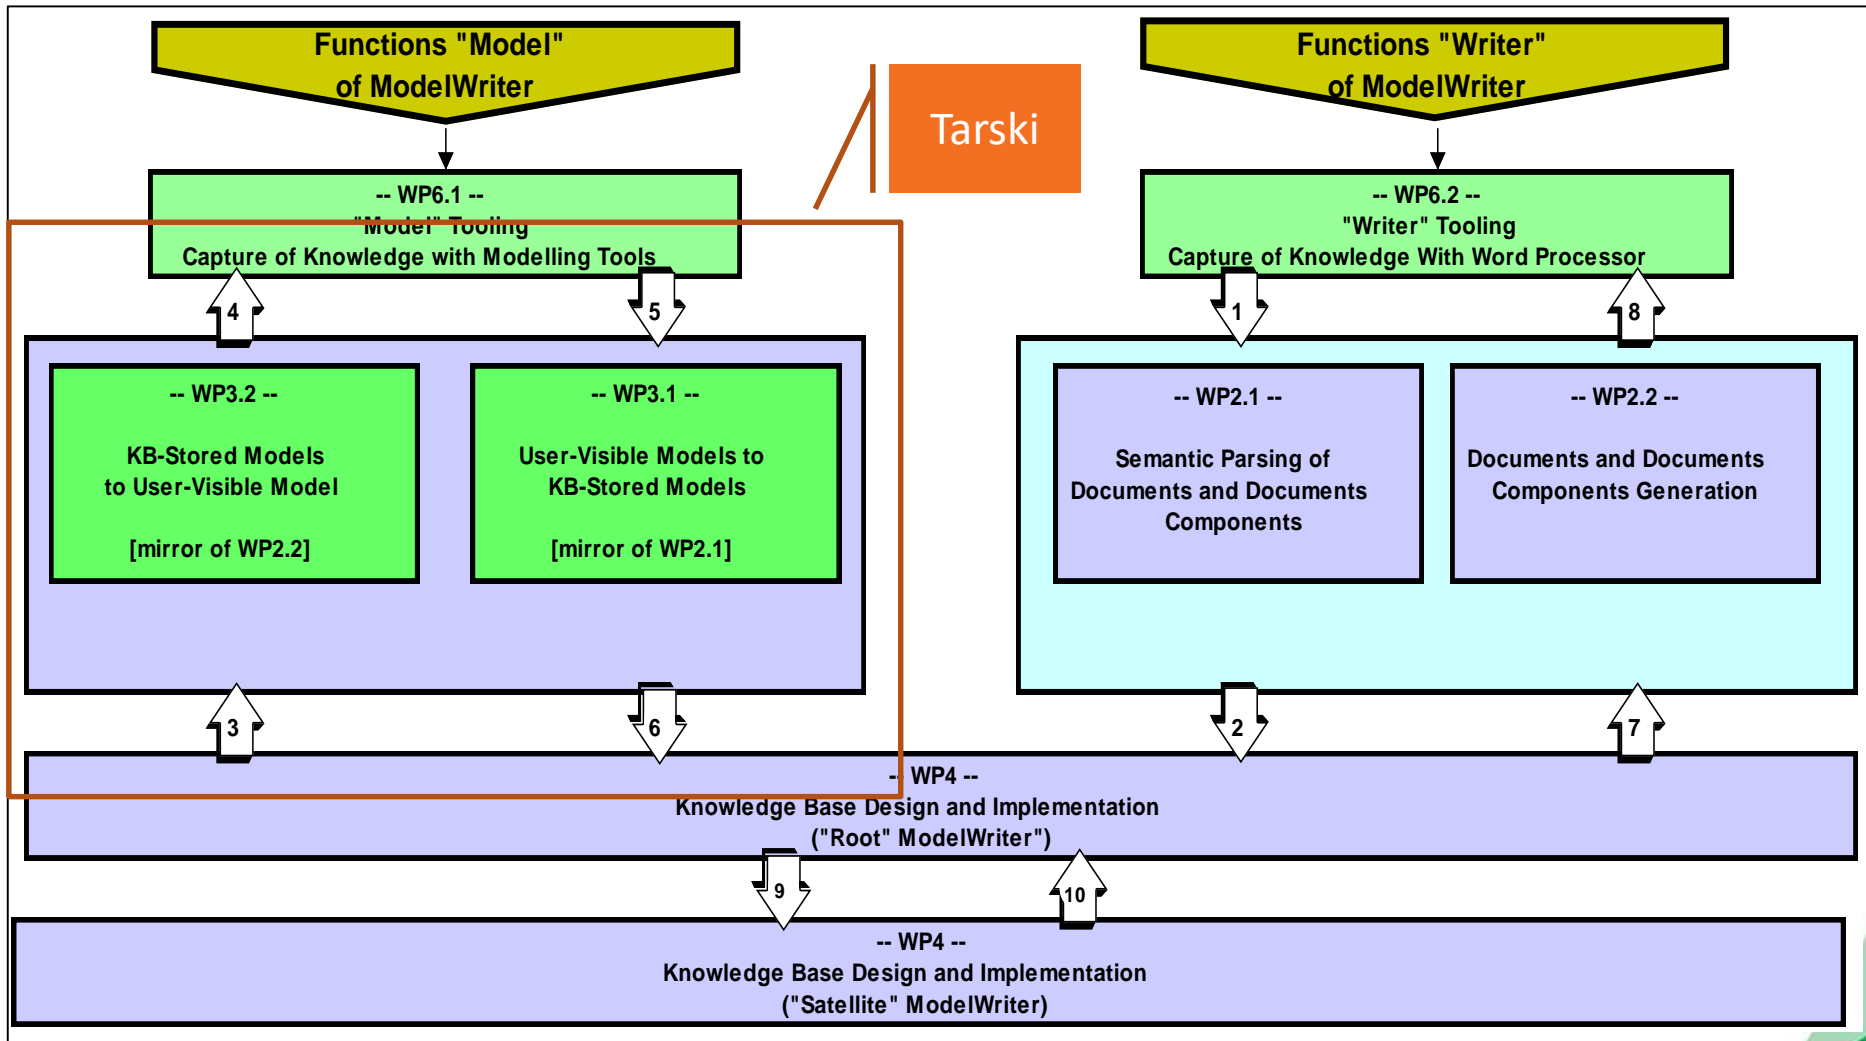 Functions "Model"
of ModelWriter
Functions "Writer"
of ModelWriter
Tarski
-- WP6.1 --
"Model" Tooling
Capture of Knowledge with Modelling Tools
-- WP6.2 --
"Writer" Tooling
Capture of Knowledge With Word Processor
4
5
1
8
-- WP3.2 --
KB-Stored Models
to User-Visible Model
[mirror of WP2.2]
-- WP3.1 --
User-Visible Models to
KB-Stored Models
[mirror of WP2.1]
-- WP2.1 --
Semantic Parsing of
Documents and Documents
Components
-- WP2.2 --
Documents and Documents
Components Generation
3
6
2
7
-- WP4 --
Knowledge Base Design and Implementation
("Root" ModelWriter")
9
10
-- WP4 --
Knowledge Base Design and Implementation
("Satellite" ModelWriter)